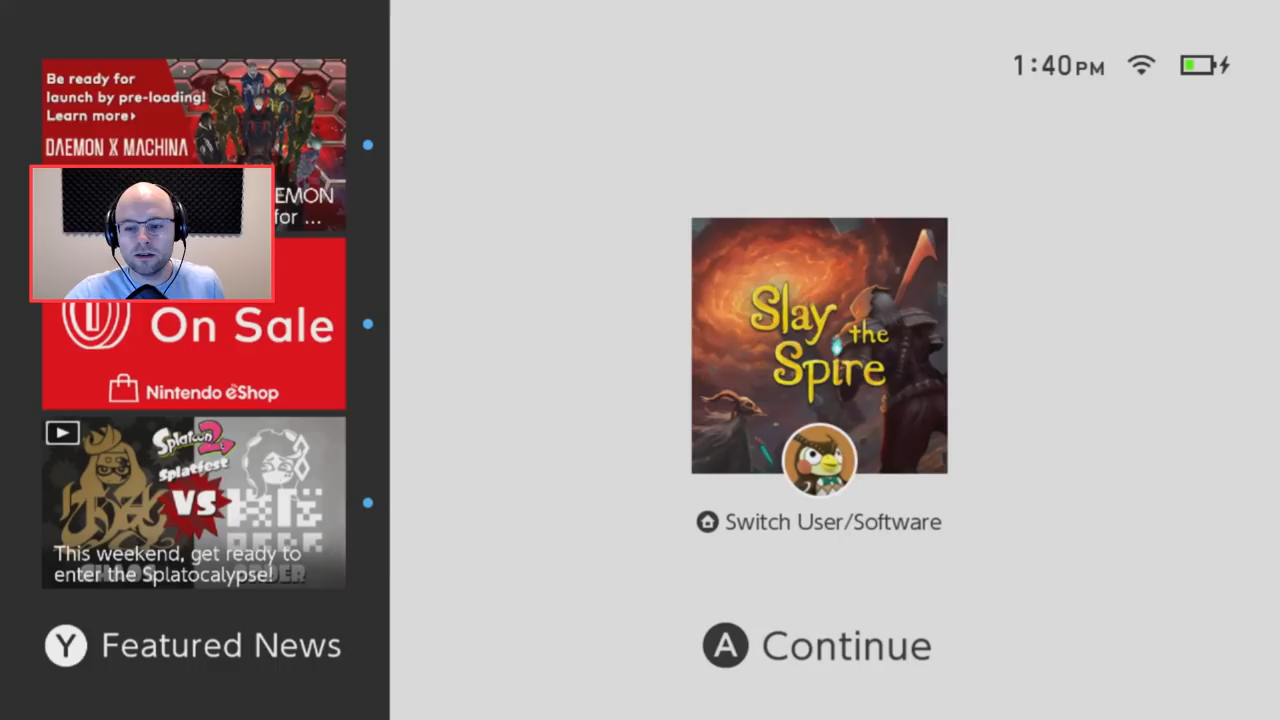 Be ready for
launch by pre-loading!
Learn more
DAEMON X MACHINA
EMON
for ...
On Sale
Nintendo eShop
Splatoon 2
Splatfest
VS
This weekend, get ready to
enter the Splatocalypse!
CHAOS ORDER
Y Featured News
1:40PM
Slay
the
Spire
Switch User/Software
A Continue